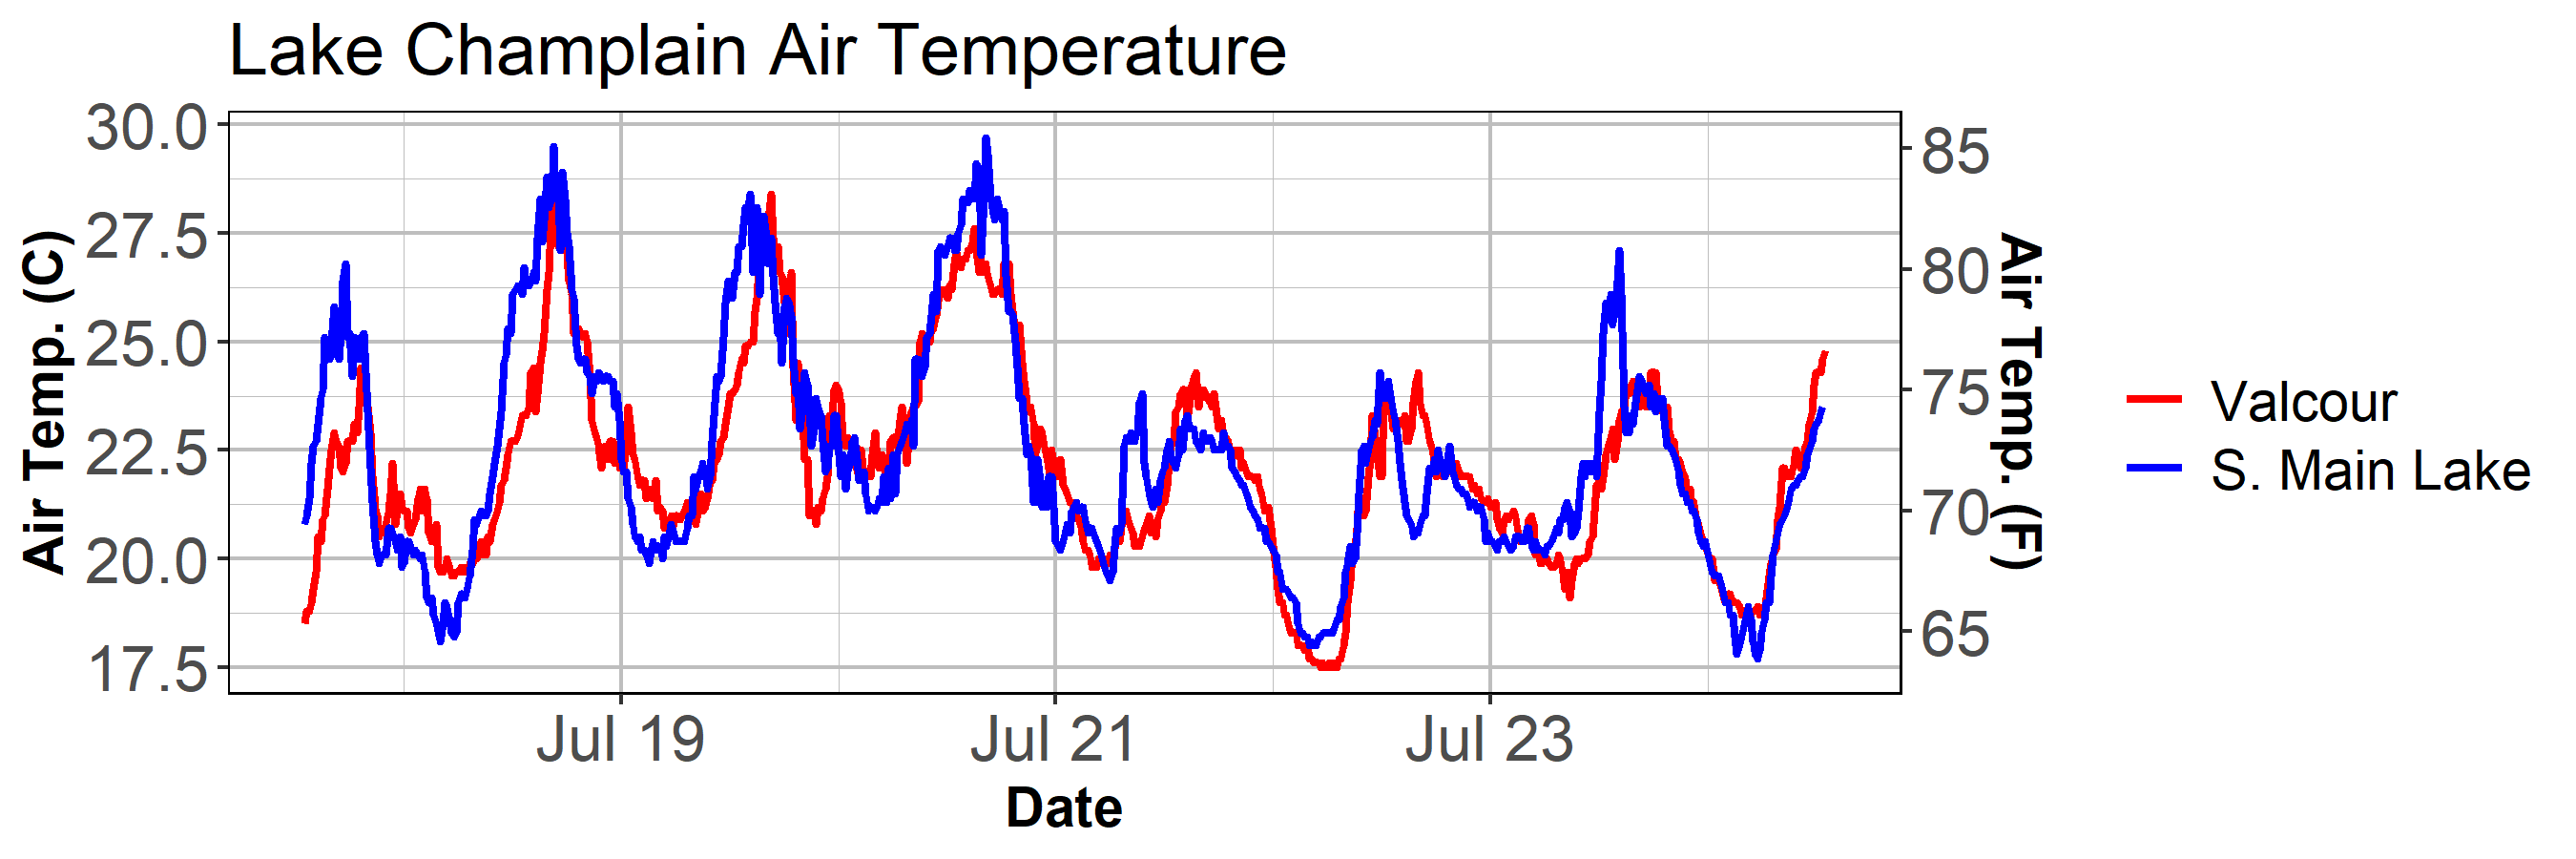 Lake Champlain Air Temperature
Air Temp. (C)
30.0
27.5
25.0
22.5
20.0
17.5
85
80
75
70
65
Air Temp. (F)
Jul 19
Jul 21
Jul 23
Date
Valcour
S. Main Lake